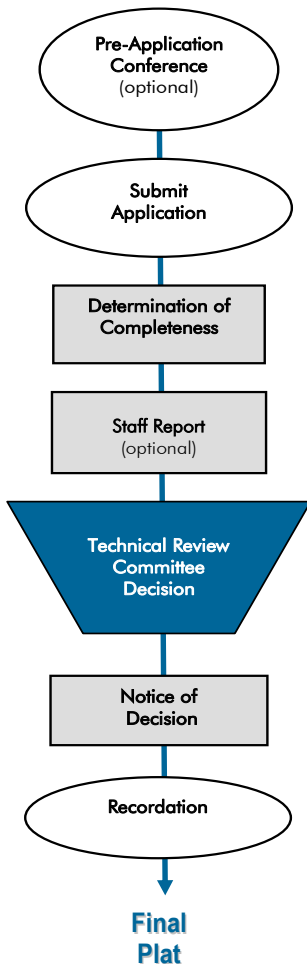 Pre-Application
Conference
(optional)
Submit
Application
Determination of
Completeness
Staff Report
(optional)
Technical Review
Committee
Decision
Notice of
Decision
Recordation
Final
Plat